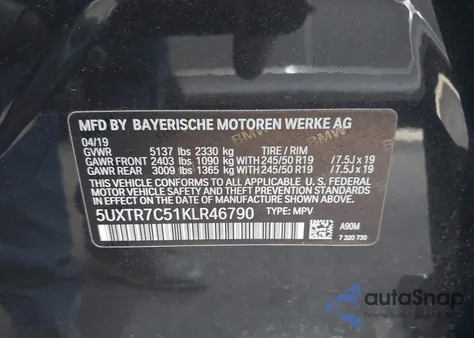 MFD BY BAYERISCHE MOTOREN WERKE AG
04/19
GVWR 5137 lbs 2330 kg TIRE / RIM
GAWR FRONT 2403 lbs 1090 kg WITH 245/50 R19 / 7.5J x 19
GAWR REAR 3009 lbs 1365 kg WITH 245/50 R19 / 7.5J x 19
THIS VEHICLE CONFORMS TO ALL APPLICABLE FEDERAL MOTOR VEHICLE
SAFETY AND THEFT PREVENTION STANDARDS IN EFFECT ON THE
DATE OF MANUFACTURE SHOWN ABOVE.
5UXTR7C51KLR46790 TYPE: MPV
A90M
7 320 730
autoSnap